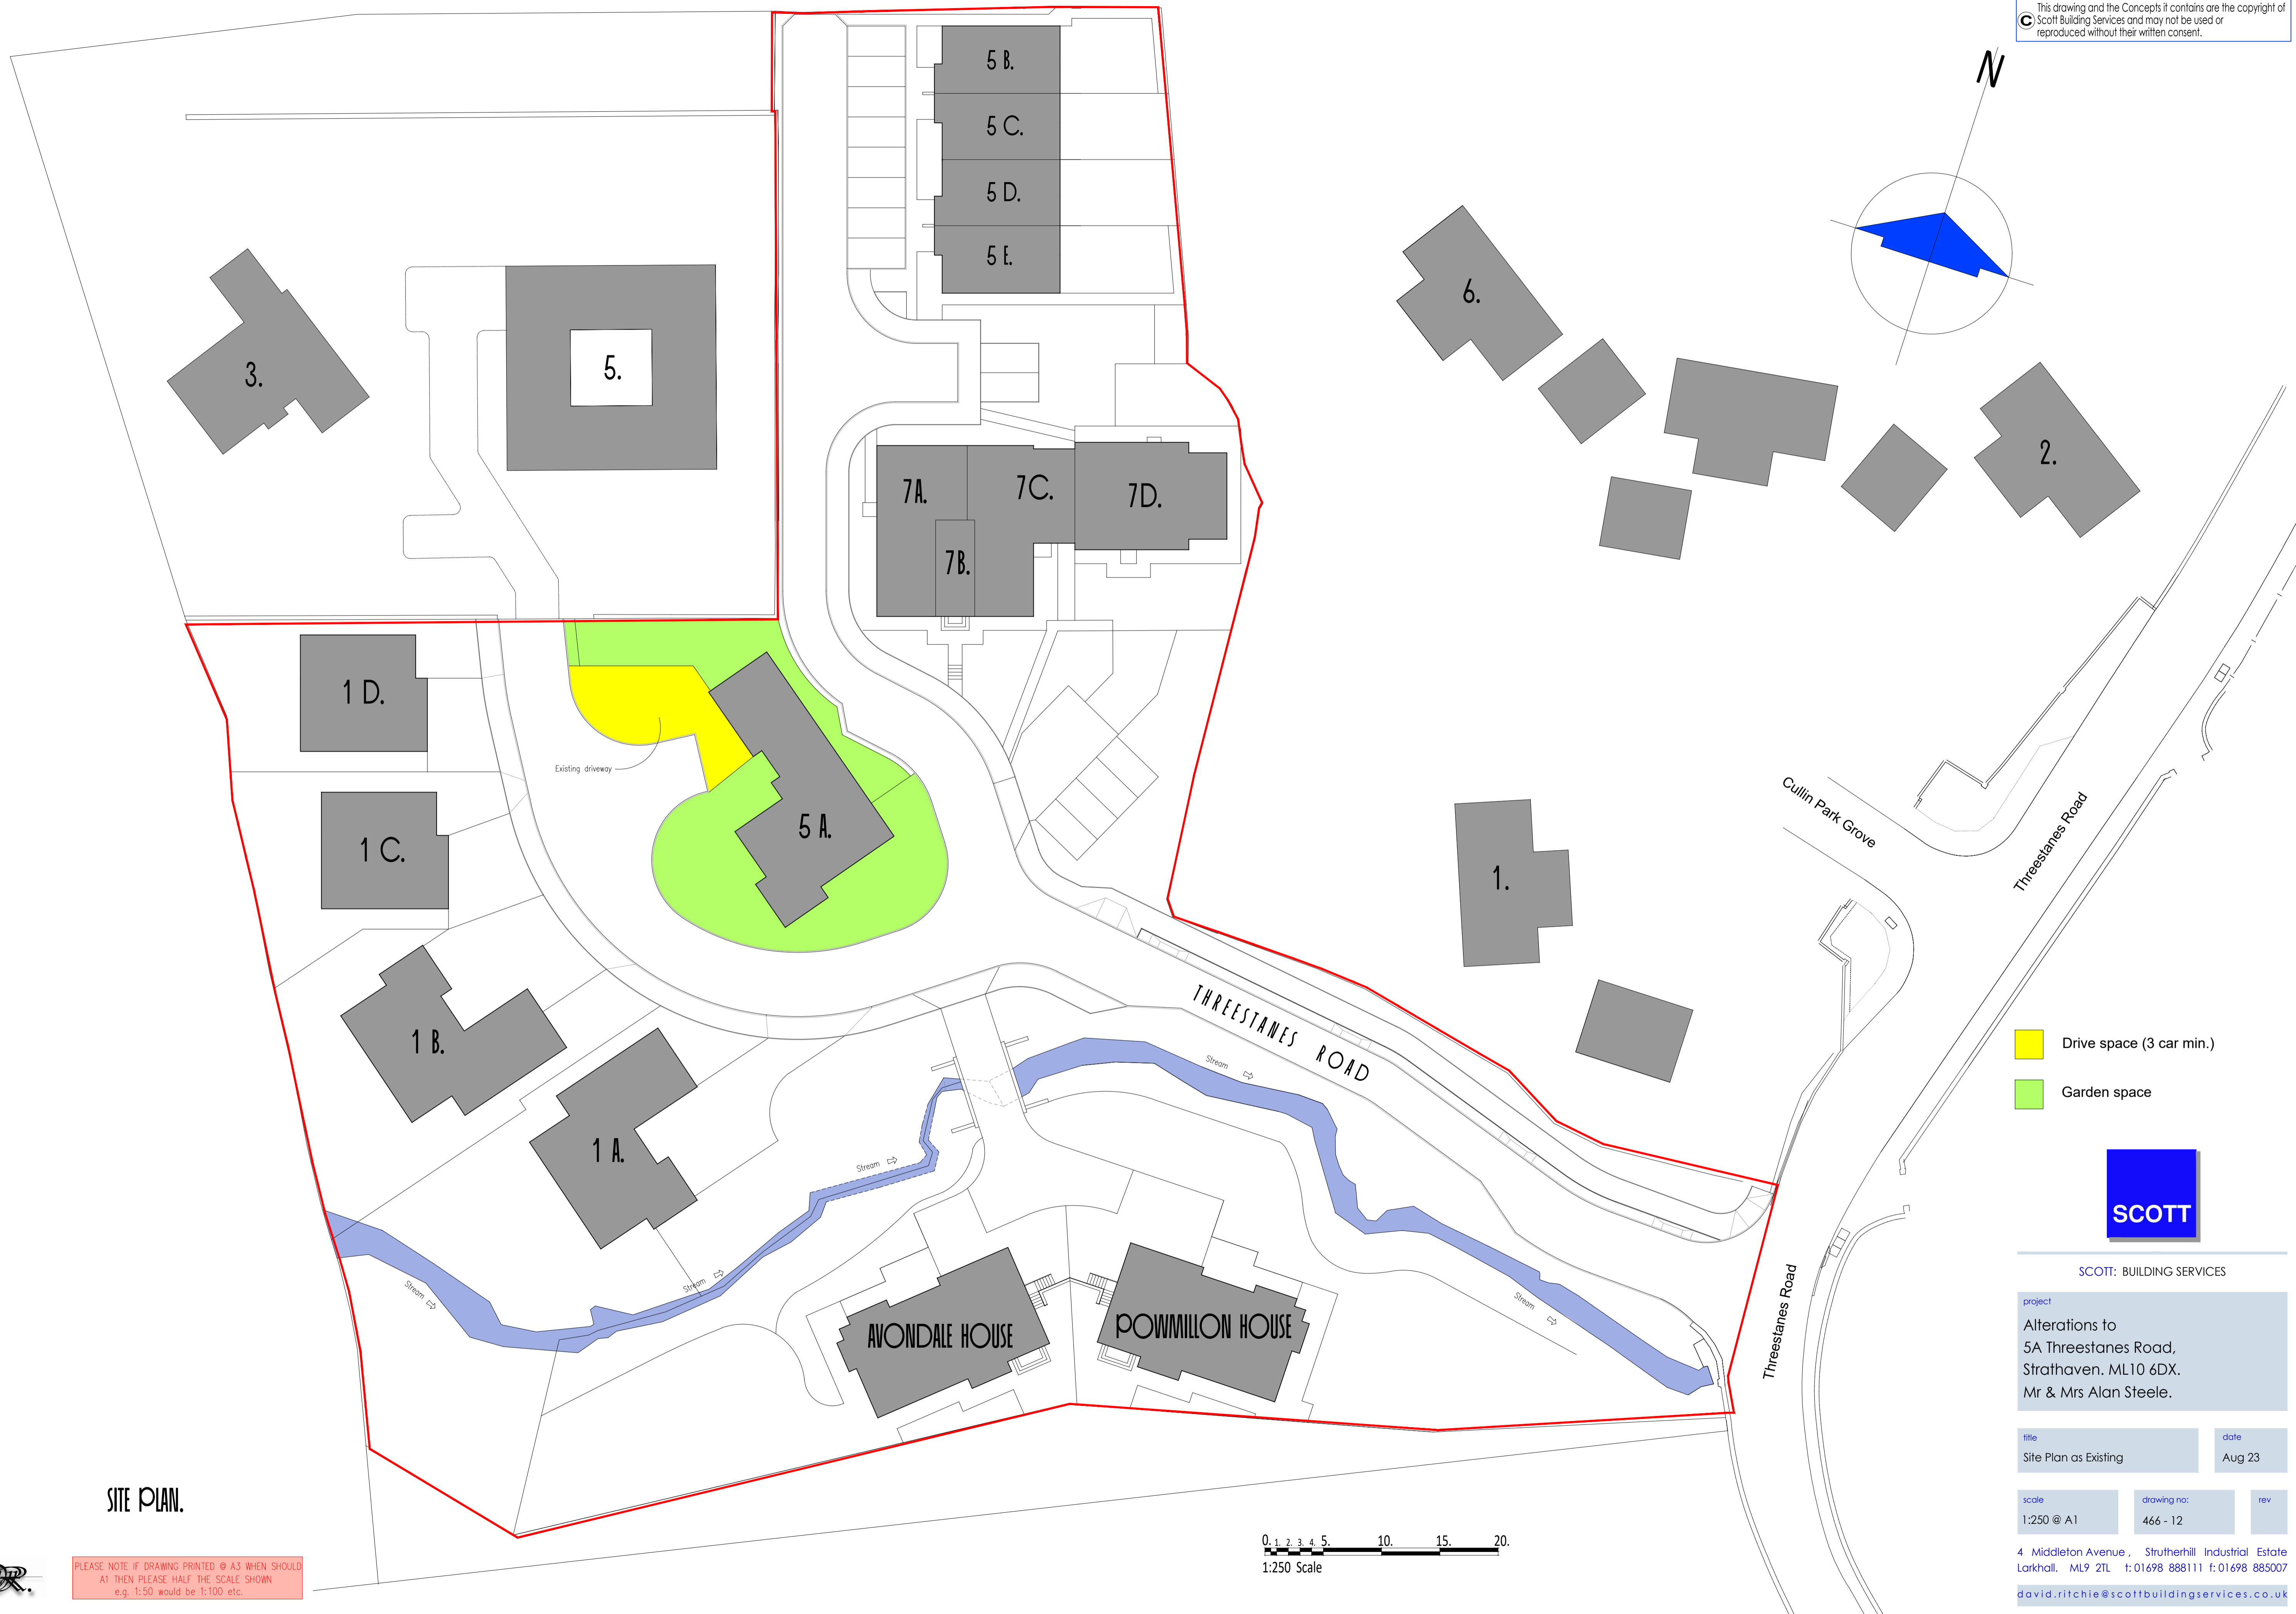 This drawing and the Concepts it contains are the copyright of
C Scott Building Services and may not be used or
reproduced without their written consent.
N
5 B.
5 C.
5 D.
5 E.
6.
3.
5.
2.
7A.
7C.
7D.
7B.
1 D.
Existing driveway
5 A.
1 C.
1.
Cullin Park Grove
Threestanes Road
1 B.
THREESTANES ROAD
Drive space (3 car min.)
Garden space
1 A.
Stream
Stream
Stream
Stream
Stream
AVONDALE HOUSE
POWMILLON HOUSE
Threestanes Road
SCOTT
SCOTT: BUILDING SERVICES
project
Alterations to
5A Threestanes Road,
Strathaven. ML10 6DX.
Mr & Mrs Alan Steele.
title
Site Plan as Existing
date
Aug 23
scale
1:250 @ A1
drawing no:
466 - 12
rev
4 Middleton Avenue , Strutherhill Industrial Estate
Larkhall. ML9 2TL t: 01698 888111 f: 01698 885007
david.ritchie@scottbuildingservices.co.uk
SITE PLAN.
PLEASE NOTE IF DRAWING PRINTED @ A3 WHEN SHOULD
A1 THEN PLEASE HALF THE SCALE SHOWN
e.g. 1:50 would be 1:100 etc.
0. 1. 2. 3. 4. 5. 10. 15. 20.
1:250 Scale